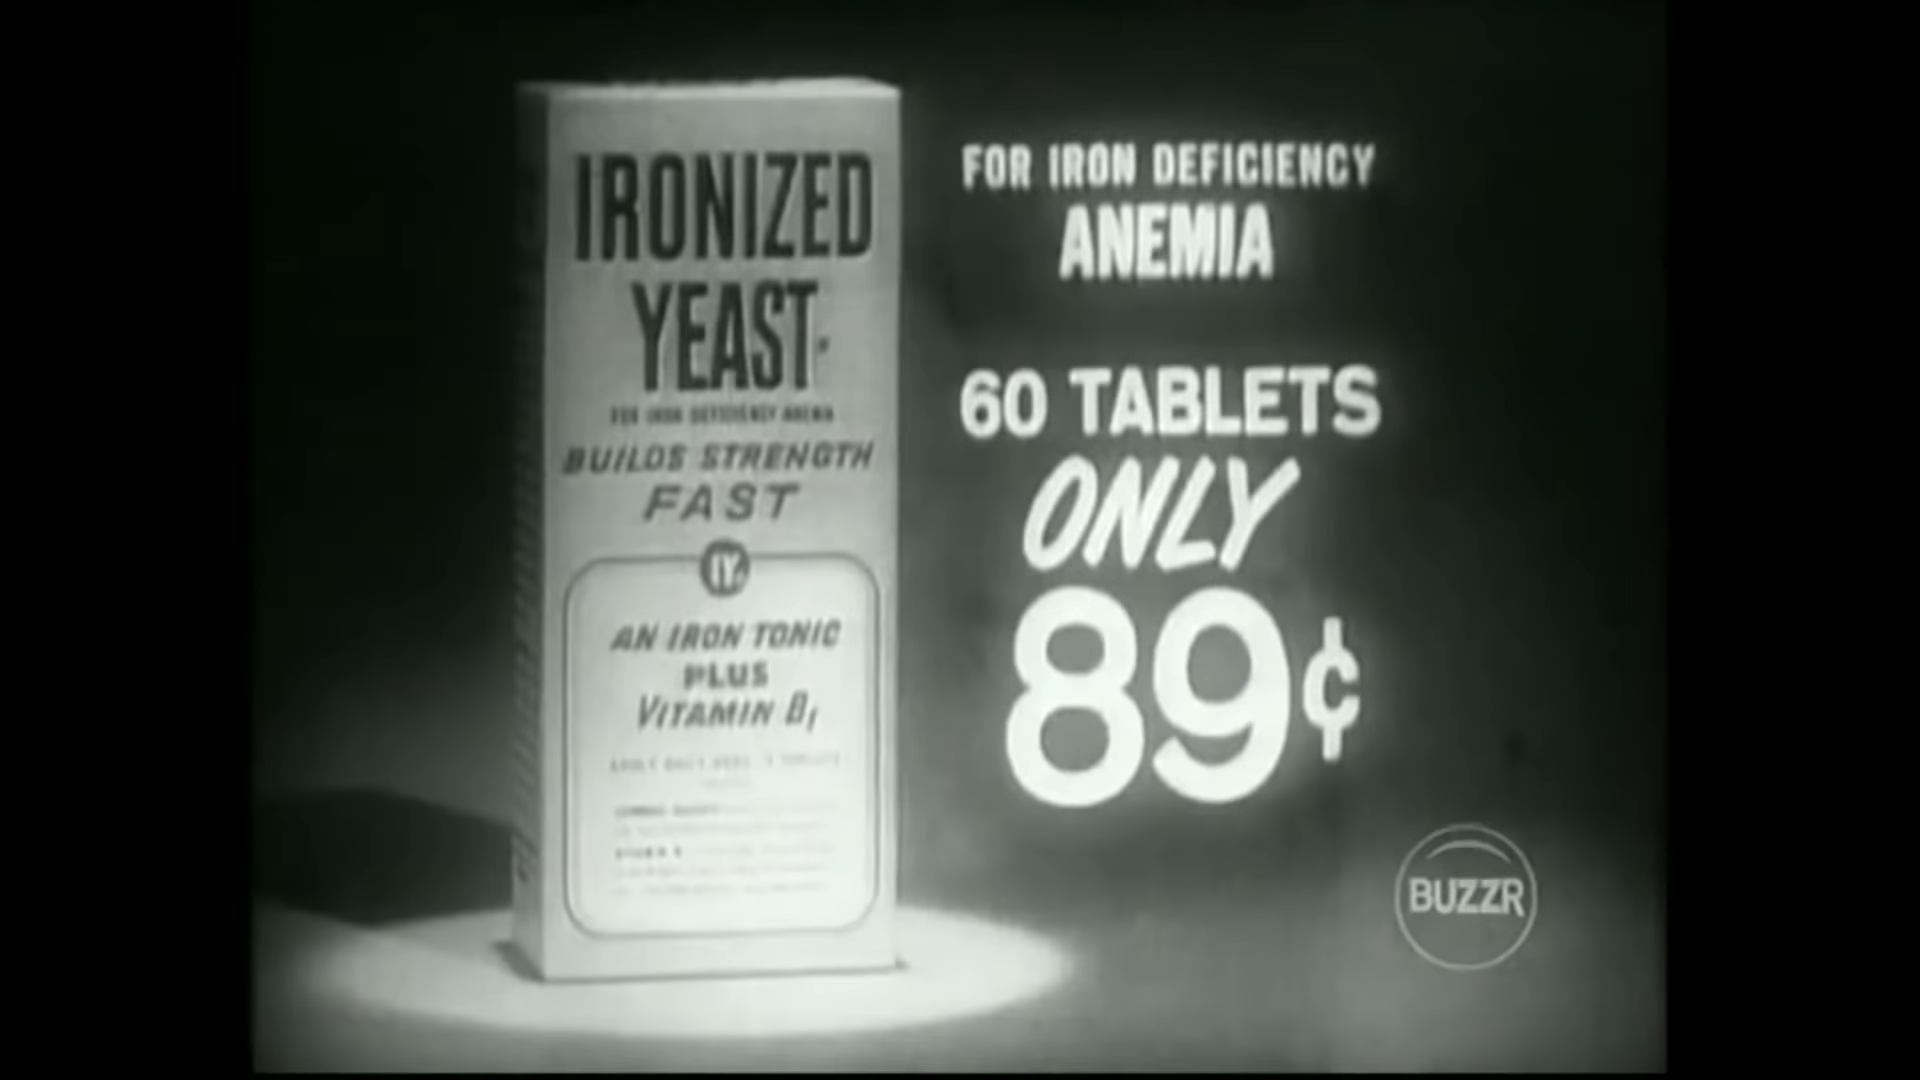 IRONIZED
YEAST
FOR IRON DEFICIENCY ANEMIA
BUILDS STRENGTH
FAST
I.Y.
AN IRON TONIC
PLUS
VITAMIN B1
FOR IRON DEFICIENCY
ANEMIA
60 TABLETS
ONLY
89¢
BUZZR